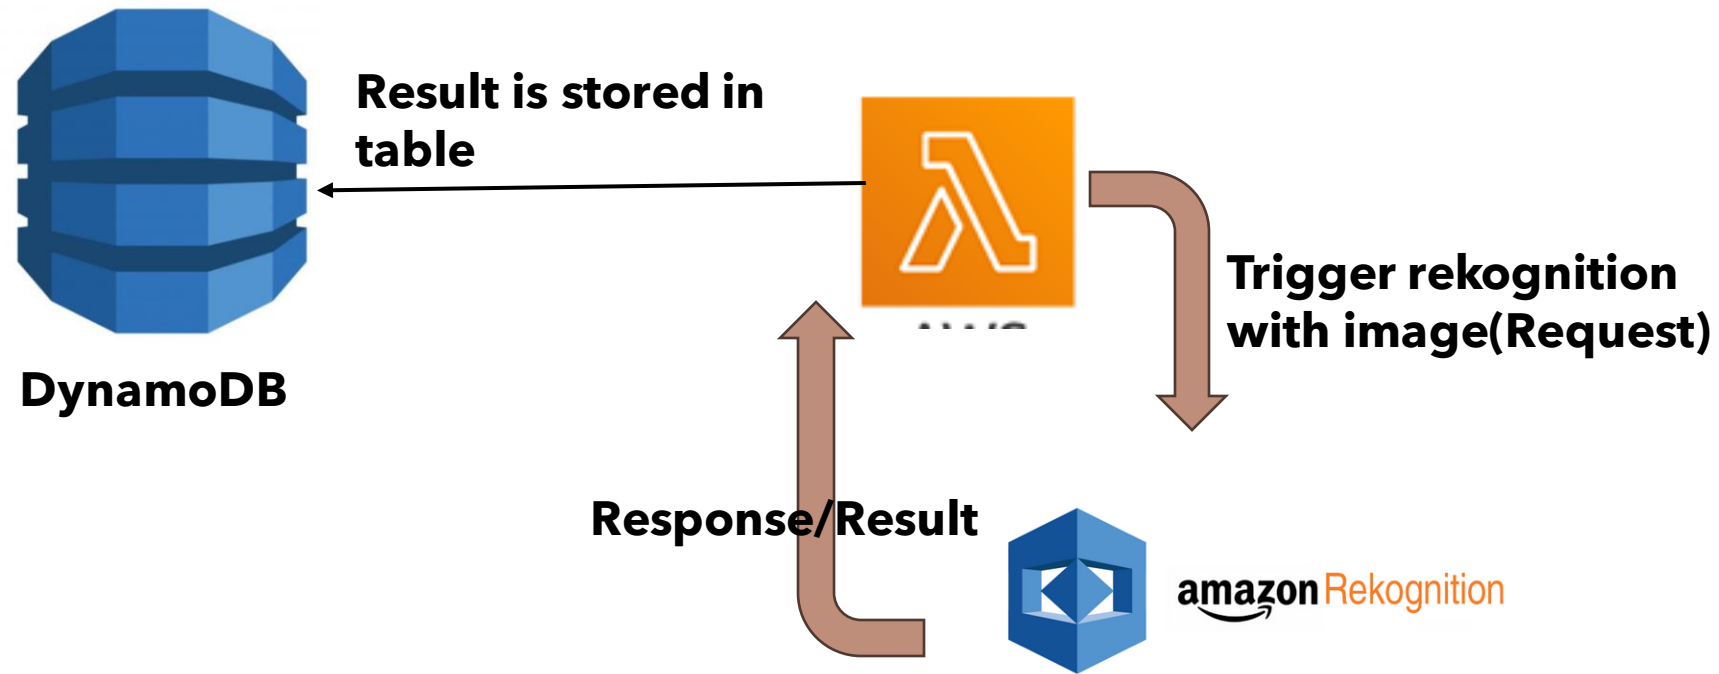 Result is stored in
table
Trigger rekognition
with image(Request)
DynamoDB
Response/Result
amazon Rekognition